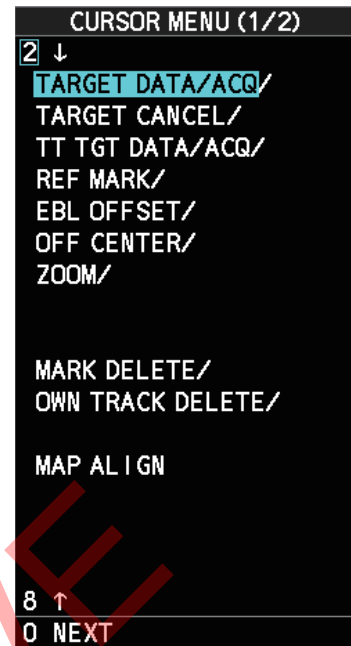 CURSOR MENU (1/2)
2 ↓
TARGET DATA/ACQ/
TARGET CANCEL/
TT TGT DATA/ACQ/
REF MARK/
EBL OFFSET/
OFF CENTER/
ZOOM/
MARK DELETE/
OWN TRACK DELETE/
MAP ALIGN
8 ↑
0 NEXT